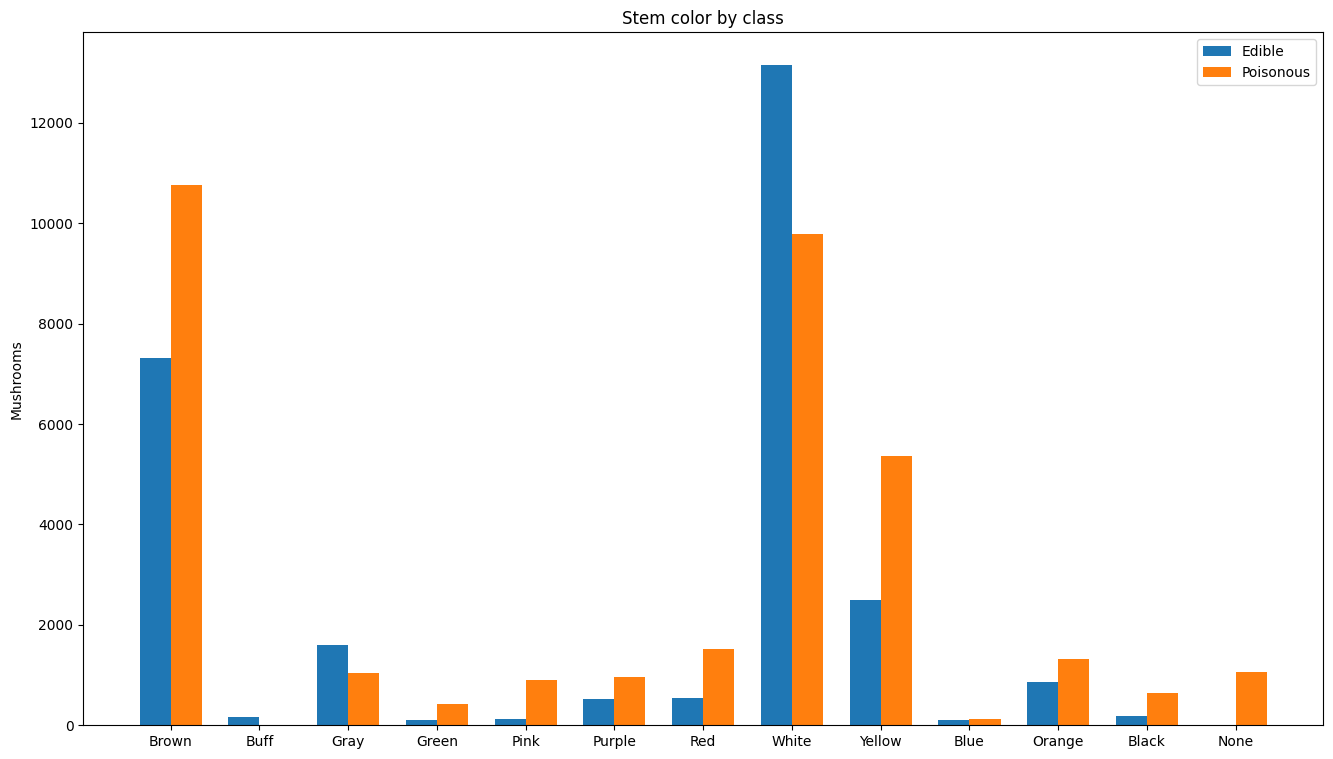 Stem color by class
Edible
Poisonous
Mushrooms
12000
10000
8000
6000
4000
2000
0
Brown Buff Gray Green Pink Purple Red White Yellow Blue Orange Black None